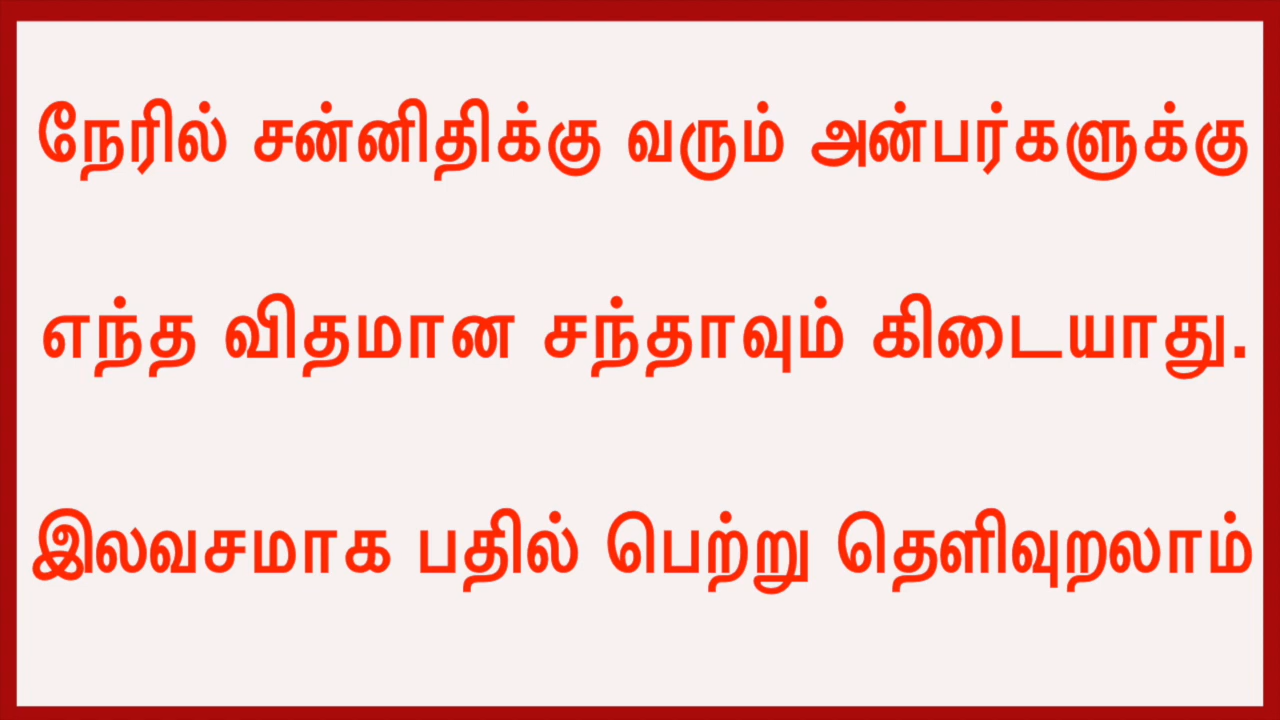 நேரில் சன்னிதிக்கு வரும் அன்பர்களுக்கு
எந்த விதமான சந்தாவும் கிடையாது.
இலவசமாக பதில் பெற்று தெளிவுறலாம்